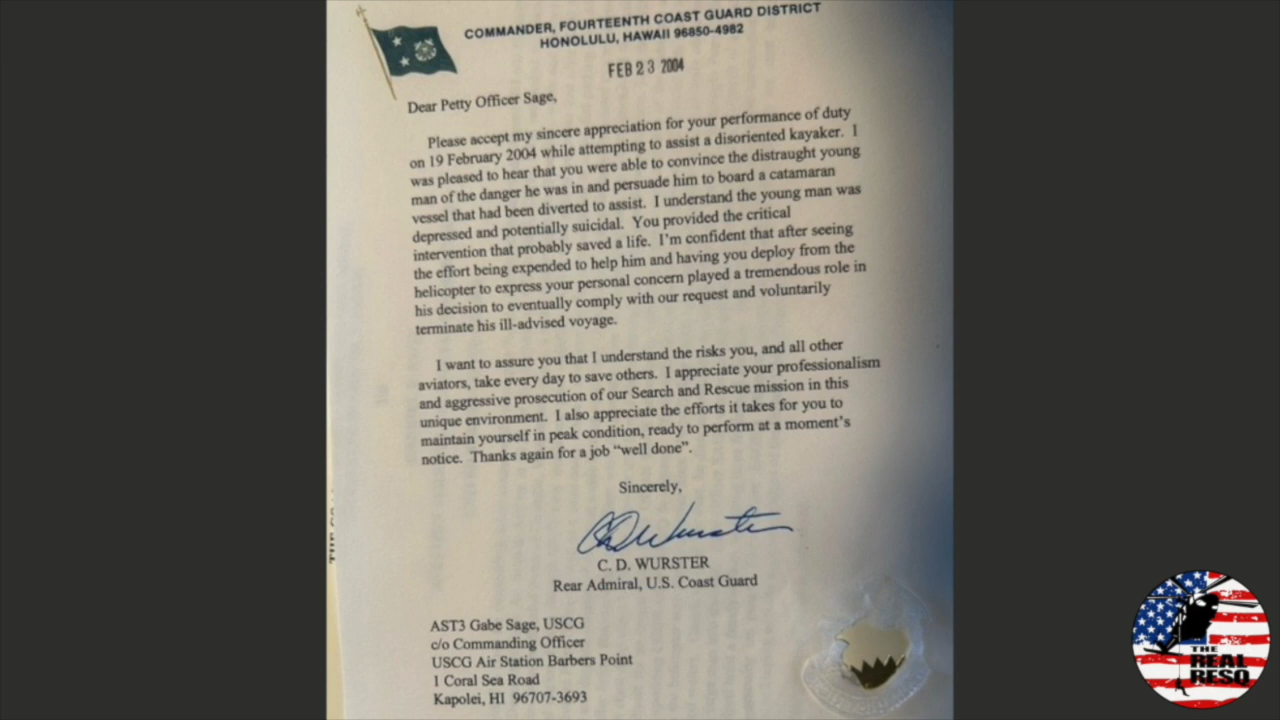 COMMANDER, FOURTEENTH COAST GUARD DISTRICT
HONOLULU, HAWAII 96850-4982
FEB 23 2004
Dear Petty Officer Sage,
Please accept my sincere appreciation for your performance of duty
on 19 February 2004 while attempting to assist a disoriented kayaker. I
was pleased to hear that you were able to convince the distraught young
man of the danger he was in and persuade him to board a catamaran
vessel that had been diverted to assist. I understand the young man was
depressed and potentially suicidal. You provided the critical
intervention that probably saved a life. I'm confident that after seeing
the effort being expended to help him and having you deploy from the
helicopter to express your personal concern played a tremendous role in
his decision to eventually comply with our request and voluntarily
terminate his ill-advised voyage.
I want to assure you that I understand the risks you, and all other
aviators, take every day to save others. I appreciate your professionalism
and aggressive prosecution of our Search and Rescue mission in this
unique environment. I also appreciate the efforts it takes for you to
maintain yourself in peak condition, ready to perform at a moment's
notice. Thanks again for a job “well done”.
Sincerely,
CDWurster
C. D. WURSTER
Rear Admiral, U.S. Coast Guard
AST3 Gabe Sage, USCG
c/o Commanding Officer
USCG Air Station Barbers Point
1 Coral Sea Road
Kapolei, HI 96707-3693
THE
REAL
RESQ